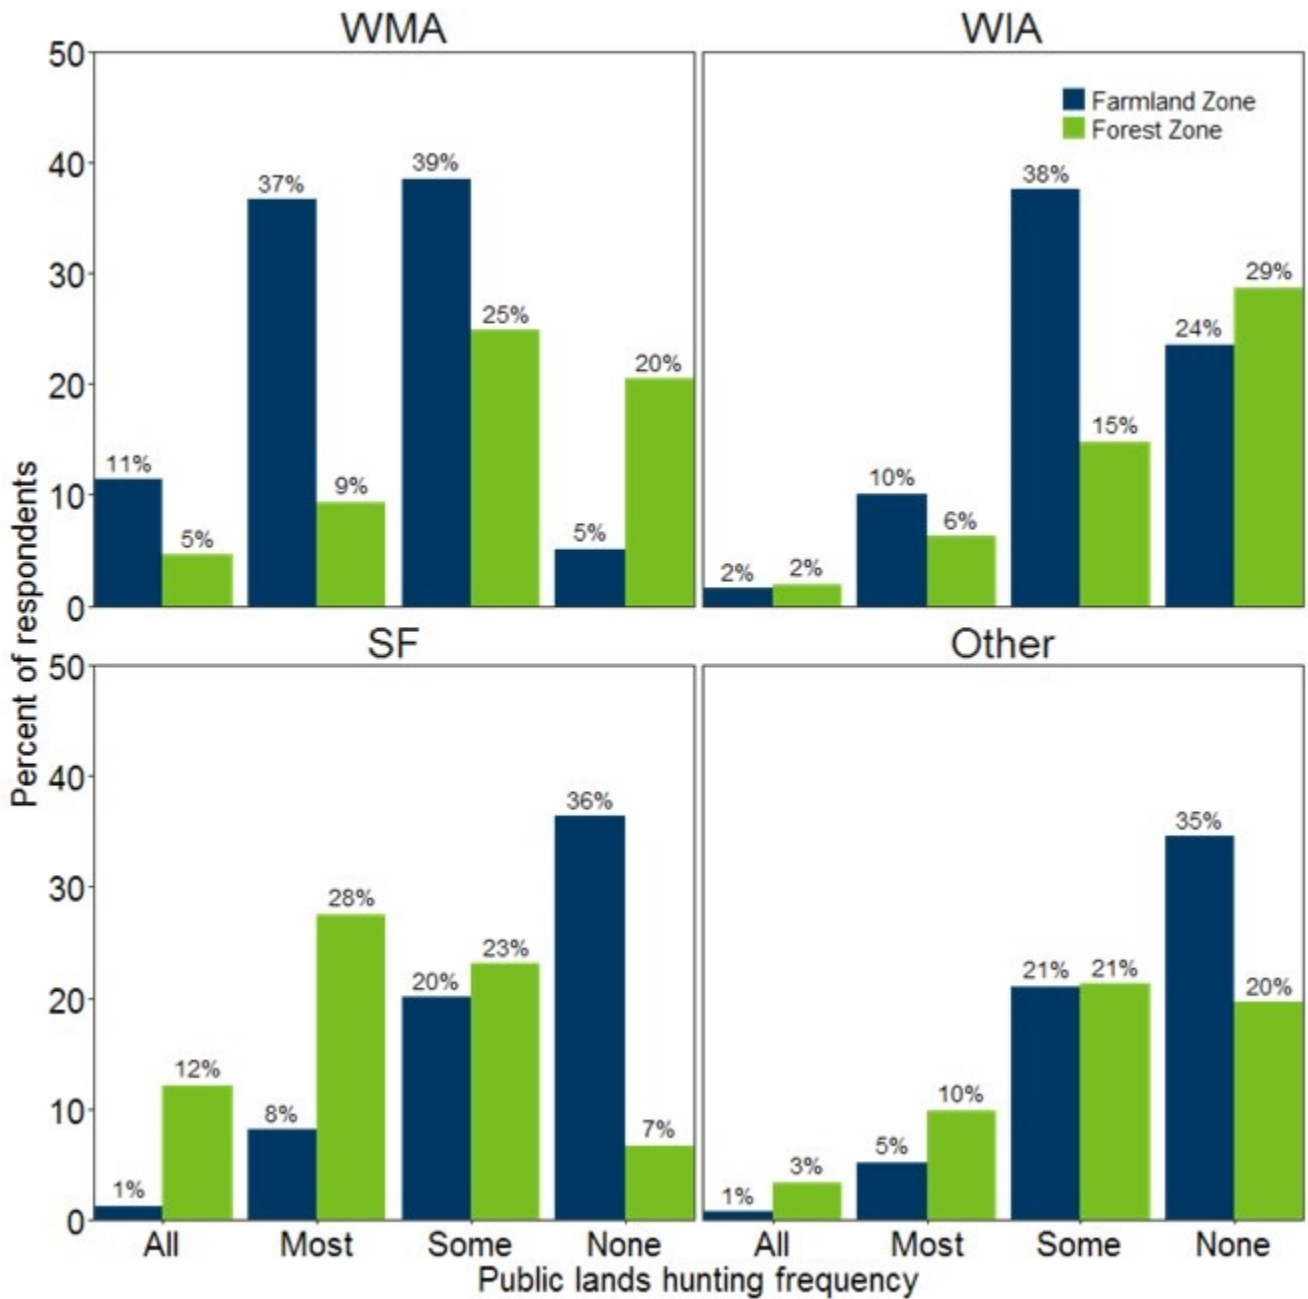 WMA
WIA
50
40
30
20
10
0
Farmland Zone
Forest Zone
11%
5%
37%
9%
39%
25%
5%
20%
2%
2%
10%
6%
38%
15%
24%
29%
SF
Other
50
40
30
20
10
0
1%
12%
8%
28%
20%
23%
36%
7%
1%
3%
5%
10%
21%
21%
35%
20%
All
Most
Some
None
All
Most
Some
None
Percent of respondents
Public lands hunting frequency